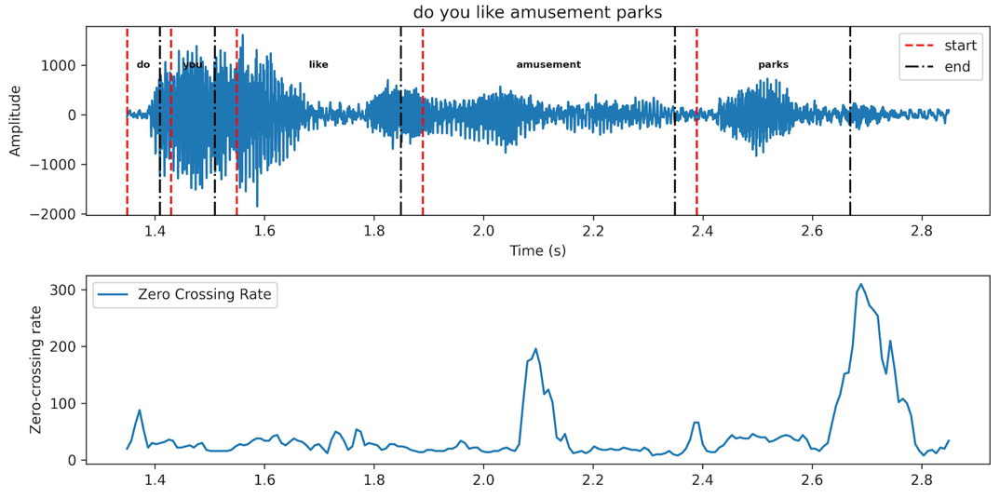 do you like amusement parks
do you like amusement parks
start
end
1000
0
−1000
−2000
Amplitude
1.4 1.6 1.8 2.0 2.2 2.4 2.6 2.8
Time (s)
Zero Crossing Rate
300
200
100
0
Zero-crossing rate
1.4 1.6 1.8 2.0 2.2 2.4 2.6 2.8